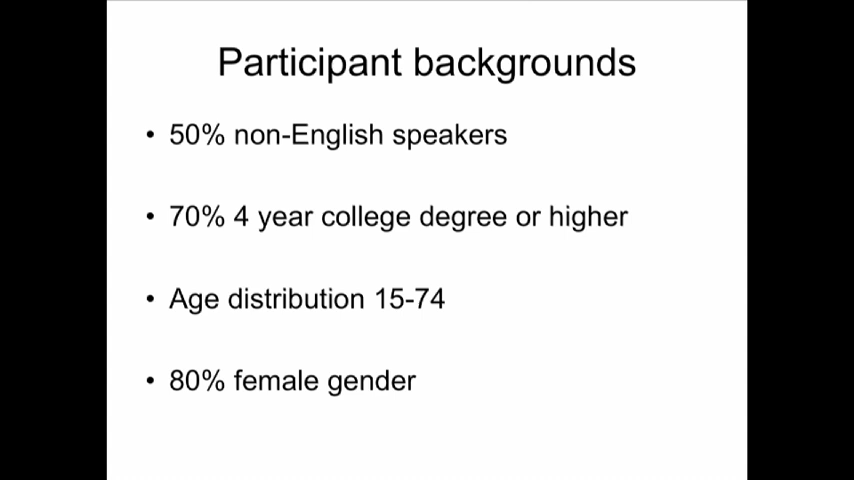 Participant backgrounds
• 50% non-English speakers
• 70% 4 year college degree or higher
• Age distribution 15-74
• 80% female gender